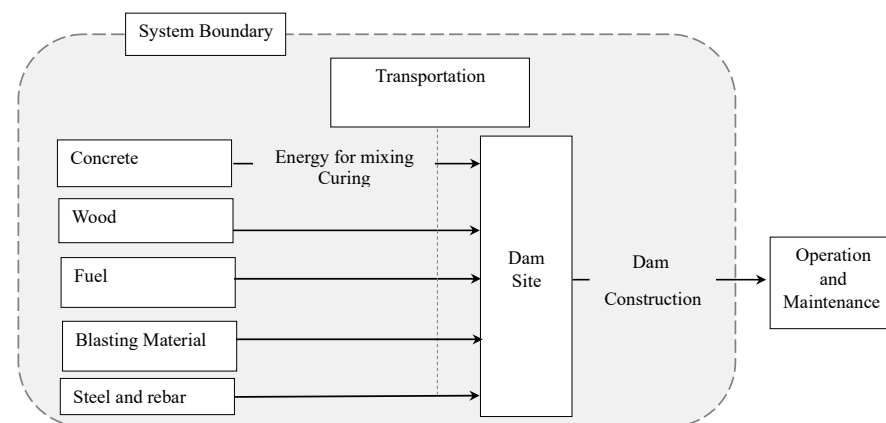 System Boundary
Transportation
Concrete
Energy for mixing
Curing
Wood
Fuel
Blasting Material
Steel and rebar
Dam
Site
Dam
Construction
Operation
and
Maintenance